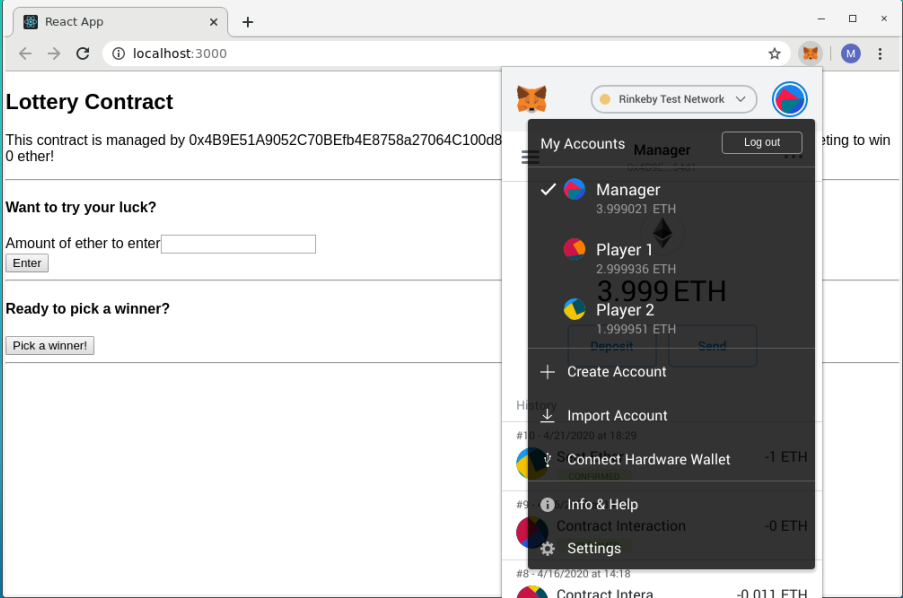 React App
localhost:3000
M
Lottery Contract
This contract is managed by 0x4B9E51A9052C70BEfb4E8758a27064C100d8
eting to win
0 ether!
Want to try your luck?
Amount of ether to enter
Enter
Ready to pick a winner?
Pick a winner!
Rinkeby Test Network
My Accounts
Log out
Manager
Manager
3.999021 ETH
Player 1
2.999936 ETH
3.999 ETH
Player 2
1.999951 ETH
Deposit
Send
Create Account
History
Import Account
#10 - 4/21/2020 at 18:29
Connect Hardware Wallet
-1 ETH
CONFIRMED
#9 -
Info & Help
Contract Interaction
-0 ETH
Settings
#8 - 4/16/2020 at 14:18
Contract Intera
-0.011 ETH